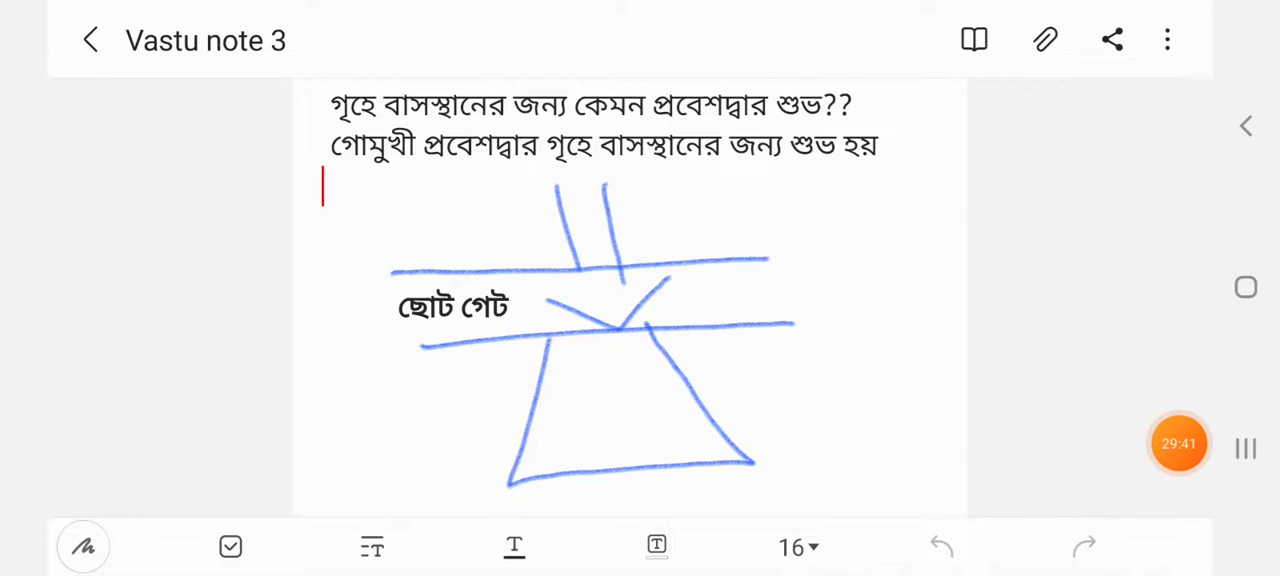 Vastu note 3
গৃহে বাসস্থানের জন্য কেমন প্রবেশদ্বার শুভ??
গোমুখী প্রবেশদ্বার গৃহে বাসস্থানের জন্য শুভ হয়
ছোট গেট
29:41
T
T
T
16